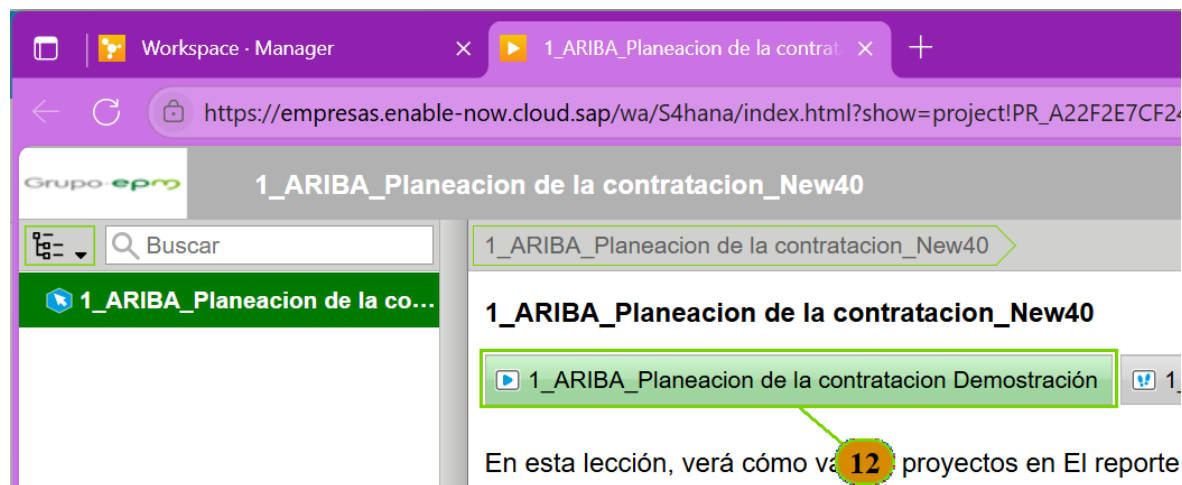 Workspace · Manager
1_ARIBA_Planeacion de la contrat
https://empresas.enable-now.cloud.sap/wa/S4hana/index.html?show=project!PR_A22F2E7CF24
Grupo·epm
1_ARIBA_Planeacion de la contratacion_New40
Buscar
1_ARIBA_Planeacion de la contratacion_New40
1_ARIBA_Planeacion de la co...
1_ARIBA_Planeacion de la contratacion_New40
1_ARIBA_Planeacion de la contratacion Demostración
1_
En esta lección, verá cómo va 12 proyectos en El reporte